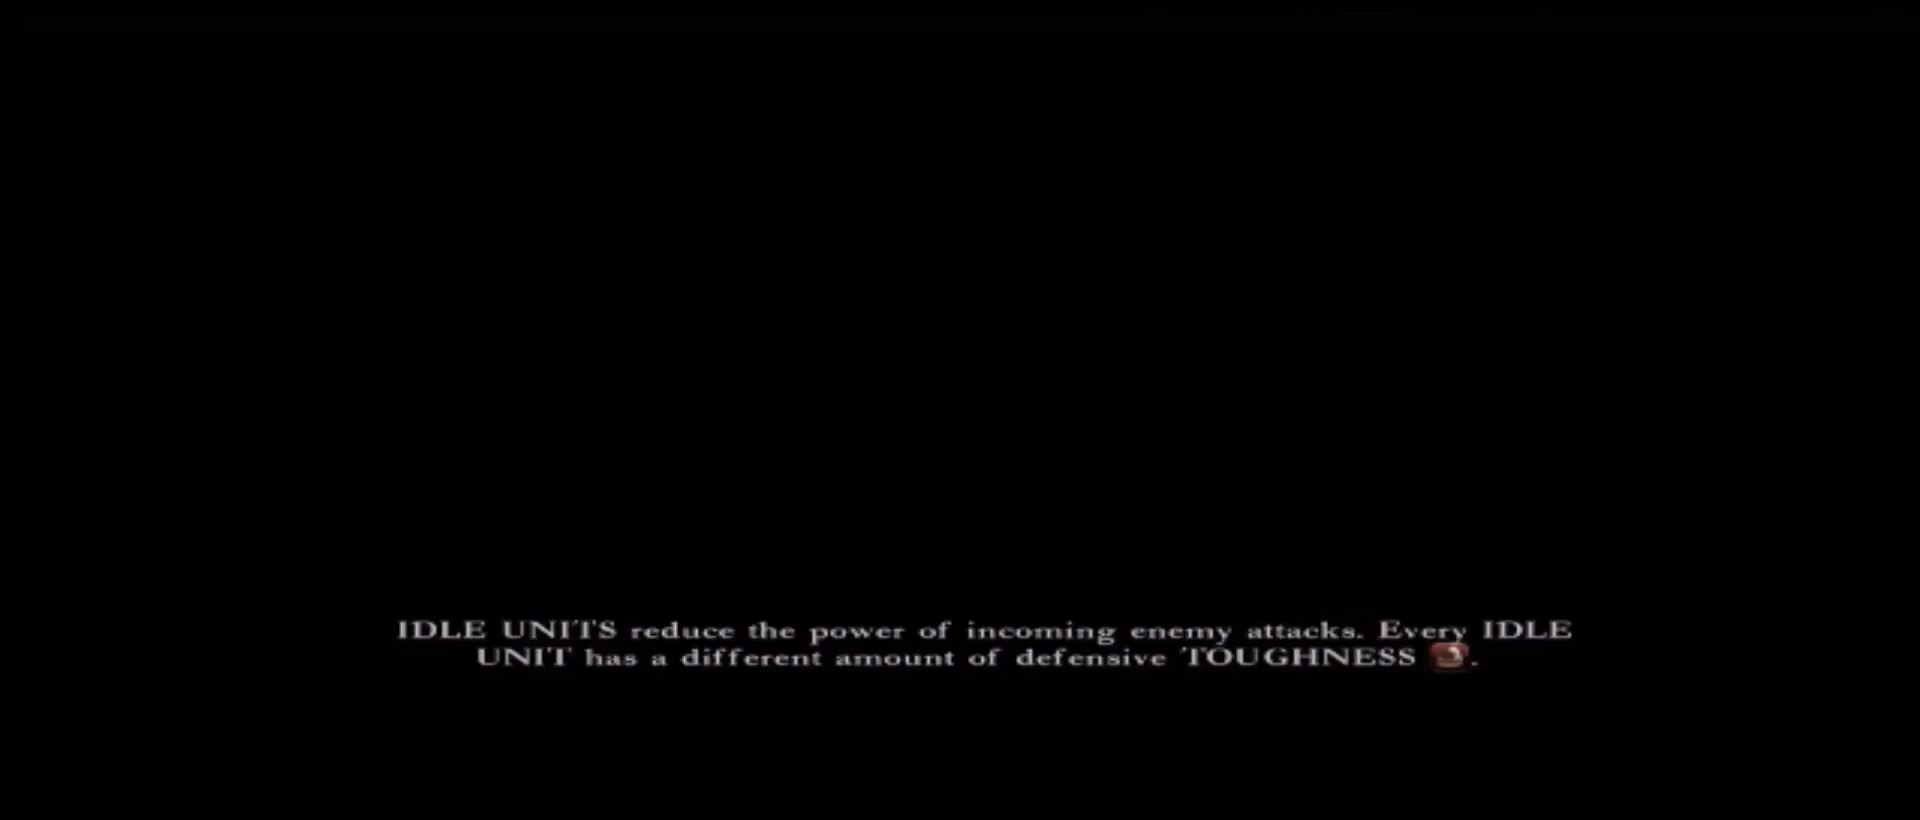 IDLE UNITS reduce the power of incoming enemy attacks. Every IDLE
UNIT has a different amount of defensive TOUGHNESS .